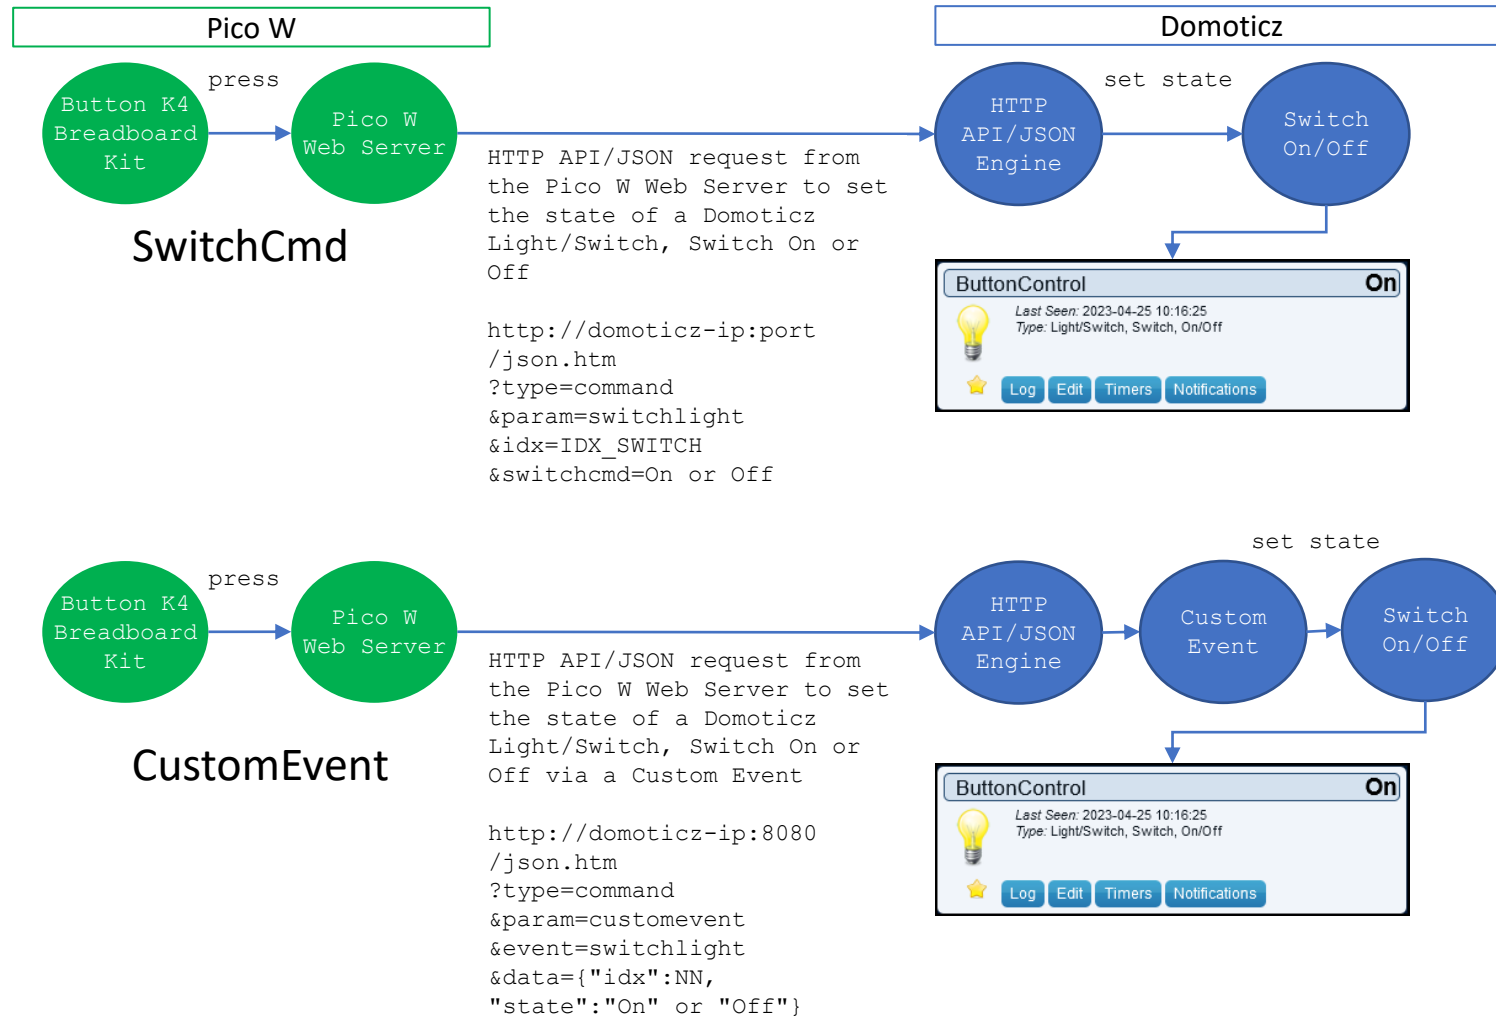 Pico W
Domoticz
press
set state
Button K4
Breadboard
Kit
Pico W
Web Server
HTTP
API/JSON
Engine
Switch
On/Off
SwitchCmd
HTTP API/JSON request from
the Pico W Web Server to set
the state of a Domoticz
Light/Switch, Switch On or
Off
http://domoticz-ip:port
/json.htm
?type=command
&param=switchlight
&idx=IDX_SWITCH
&switchcmd=On or Off
ButtonControl On
Last Seen: 2023-04-25 10:16:25
Type: Light/Switch, Switch, On/Off
Log Edit Timers Notifications
press
set state
Button K4
Breadboard
Kit
Pico W
Web Server
HTTP
API/JSON
Engine
Custom
Event
Switch
On/Off
CustomEvent
HTTP API/JSON request from
the Pico W Web Server to set
the state of a Domoticz
Light/Switch, Switch On or
Off via a Custom Event
http://domoticz-ip:8080
/json.htm
?type=command
&param=customevent
&event=switchlight
&data={"idx":NN,
"state":"On" or "Off"}
ButtonControl On
Last Seen: 2023-04-25 10:16:25
Type: Light/Switch, Switch, On/Off
Log Edit Timers Notifications